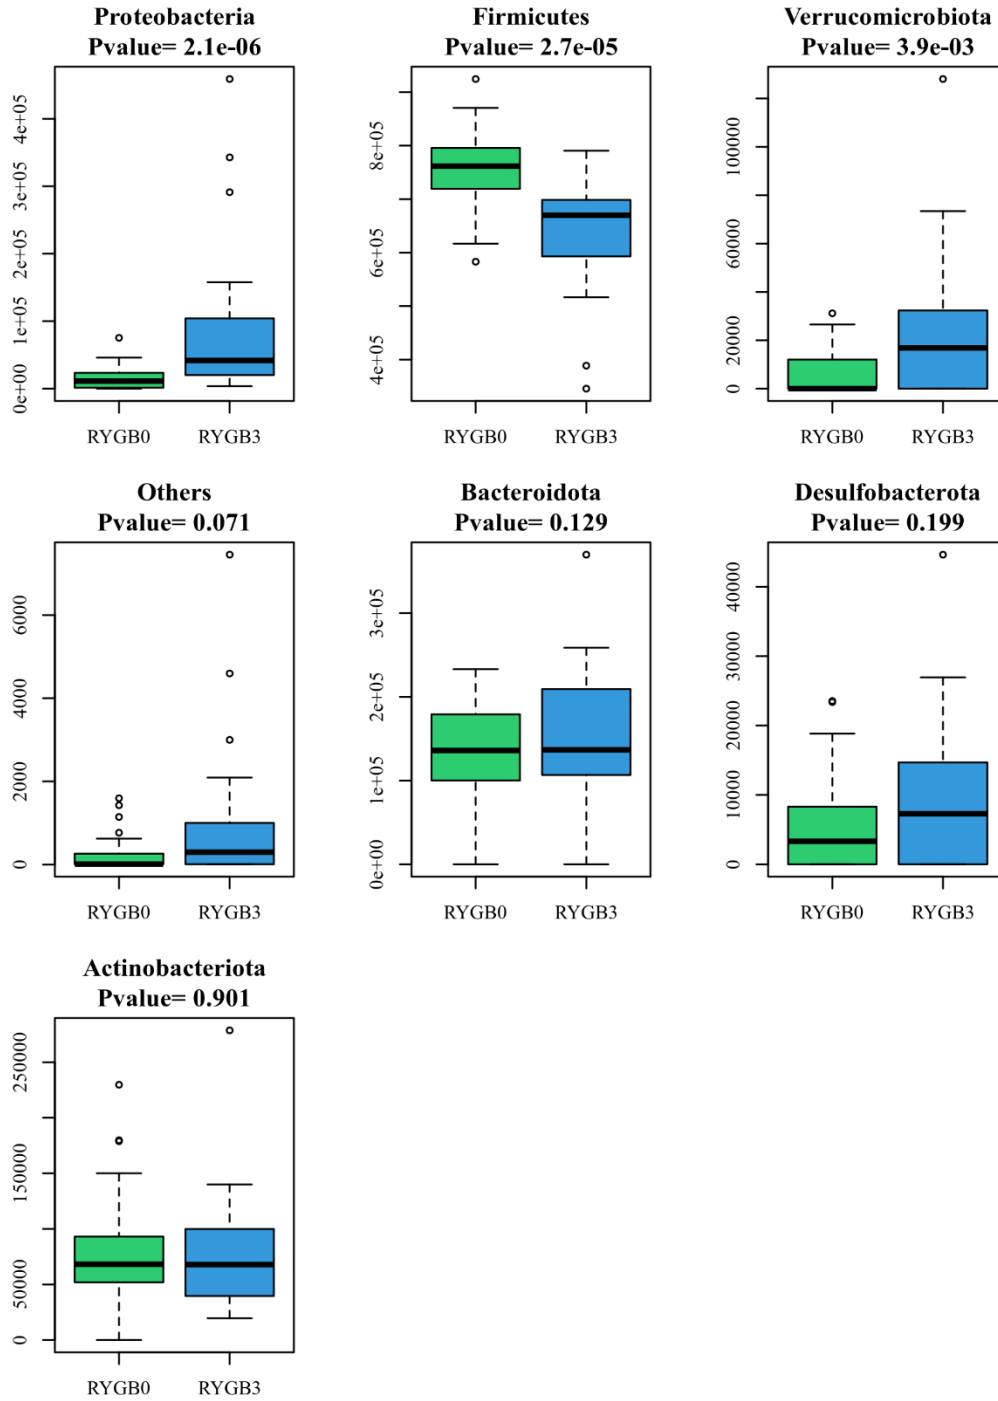 Proteobacteria
Pvalue= 2.1e-06
0e+00 1e+05 2e+05 3e+05 4e+05
RYGB0 RYGB3
Firmicutes
Pvalue= 2.7e-05
4e+05 6e+05 8e+05
RYGB0 RYGB3
Verrucomicrobiota
Pvalue= 3.9e-03
0 20000 60000 100000
RYGB0 RYGB3
Others
Pvalue= 0.071
0 2000 4000 6000
RYGB0 RYGB3
Bacteroidota
Pvalue= 0.129
0e+00 1e+05 2e+05 3e+05
RYGB0 RYGB3
Desulfobacterota
Pvalue= 0.199
0 10000 20000 30000 40000
RYGB0 RYGB3
Actinobacteriota
Pvalue= 0.901
0 50000 150000 250000
RYGB0 RYGB3